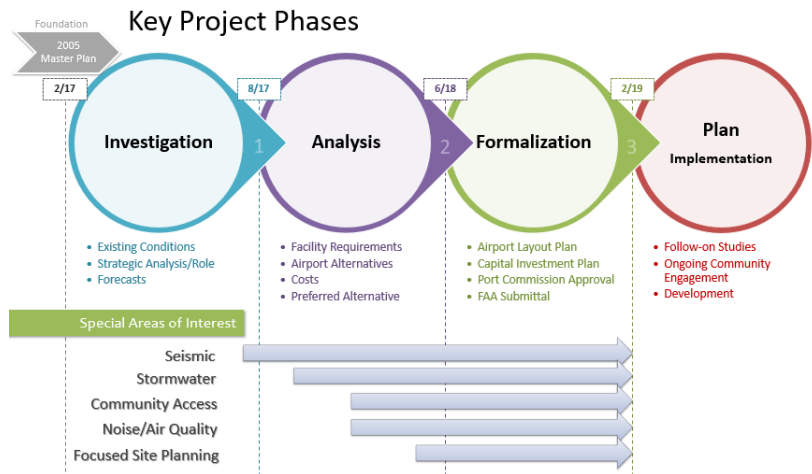 Key Project Phases
Foundation
2005
Master Plan
2/17
8/17
6/18
2/19
Investigation
1
Analysis
2
Formalization
3
Plan
Implementation
• Existing Conditions
• Strategic Analysis/Role
• Forecasts
• Facility Requirements
• Airport Alternatives
• Costs
• Preferred Alternative
• Airport Layout Plan
• Capital Investment Plan
• Port Commission Approval
• FAA Submittal
• Follow-on Studies
• Ongoing Community
Engagement
• Development
Special Areas of Interest
Seismic
Stormwater
Community Access
Noise/Air Quality
Focused Site Planning